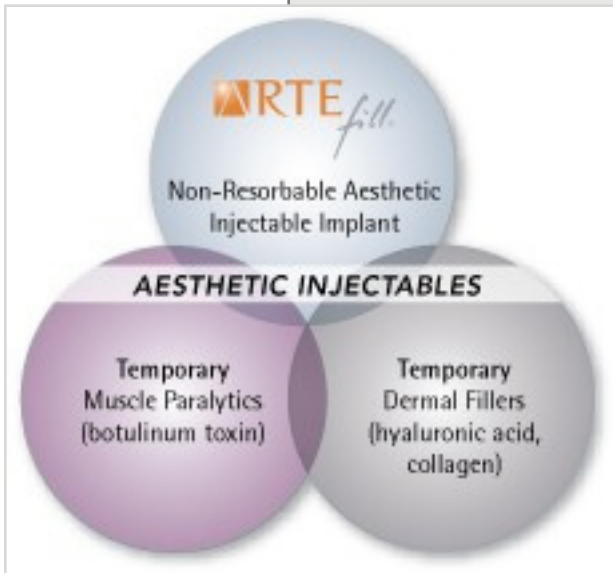 ARTE fill.
Non-Resorbable Aesthetic
Injectable Implant
AESTHETIC INJECTABLES
Temporary
Muscle Paralytics
(botulinum toxin)
Temporary
Dermal Fillers
(hyaluronic acid,
collagen)